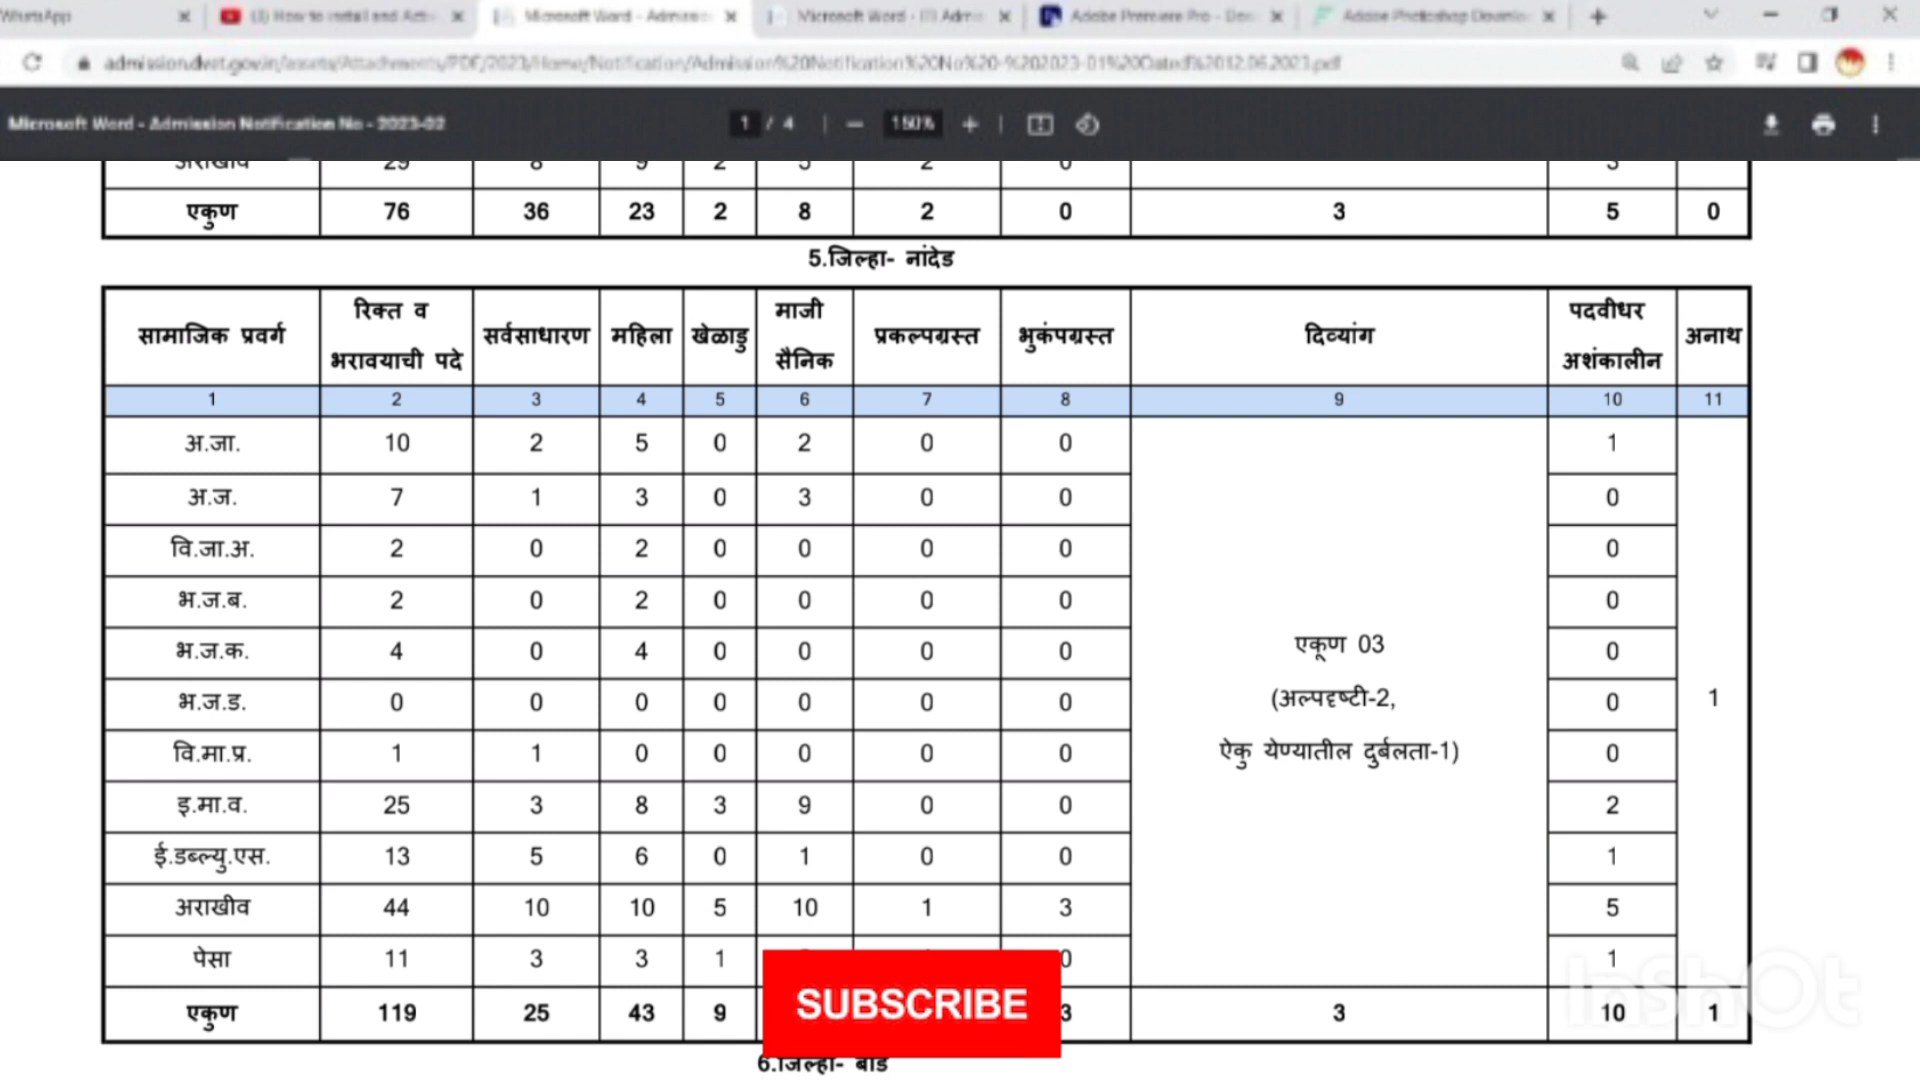 WhatsApp
(3) How to install and Acti
Microsoft Word - Admiss
Microsoft Word - (1) Admi
Adobe Premiere Pro - Dow
Adobe Photoshop Downlo
admission.dvet.gov.in/assets/Attachments/PDF/2023/Home/Notification/Admission%20Notification%20No%20-%202023-01%20Dated%2012.06.2023.pdf
Microsoft Word - Admission Notification No - 2023-02
1 / 4 | − 150% + |
अराखीव 29 8 9 2 5 2 0 3
एकुण 76 36 23 2 8 2 0 3 5 0
5.जिल्हा- नांदेड
सामाजिक प्रवर्ग रिक्त व भरावयाची पदे सर्वसाधारण महिला खेळाडु माजी सैनिक प्रकल्पग्रस्त भुकंपग्रस्त दिव्यांग पदवीधर अशंकालीन अनाथ
1 2 3 4 5 6 7 8 9 10 11
अ.जा. 10 2 5 0 2 0 0 1
अ.ज. 7 1 3 0 3 0 0 0
वि.जा.अ. 2 0 2 0 0 0 0 0
भ.ज.ब. 2 0 2 0 0 0 0 0
भ.ज.क. 4 0 4 0 0 0 0 एकूण 03 0
भ.ज.ड. 0 0 0 0 0 0 0 (अल्पदृष्टी-2, 0 1
वि.मा.प्र. 1 1 0 0 0 0 0 ऐकु येण्यातील दुर्बलता-1) 0
इ.मा.व. 25 3 8 3 9 0 0 2
ई.डब्ल्यु.एस. 13 5 6 0 1 0 0 1
अराखीव 44 10 10 5 10 1 3 5
पेसा 11 3 3 1 0 1
एकुण 119 25 43 9 3 3 10 1
SUBSCRIBE
6.जिल्हा- बीड
InShOt